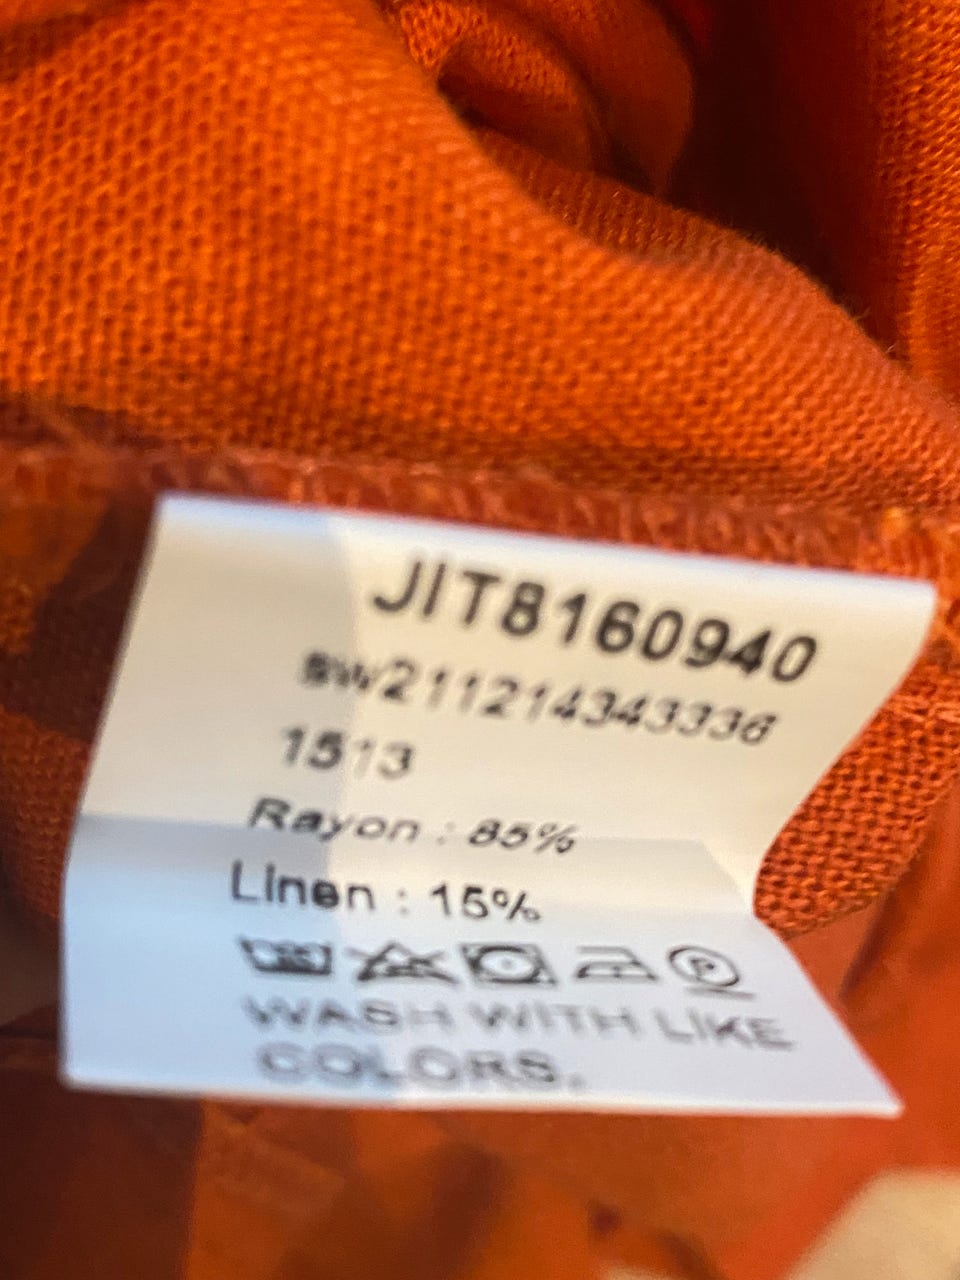 JIT8160940
sw211214343336
1513
Rayon : 85%
Linen : 15%
P
WASH WITH LIKE
COLORS.